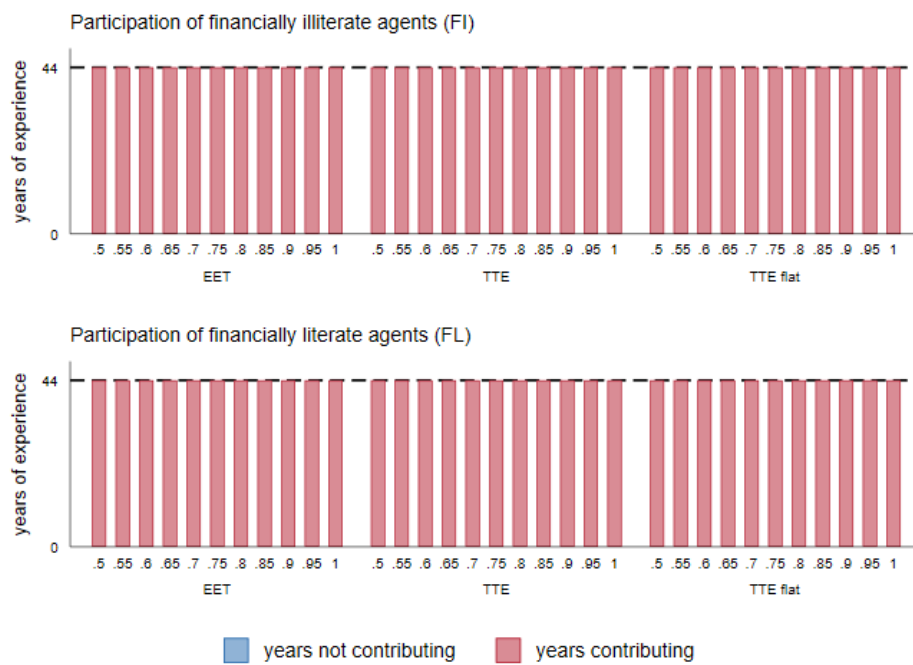 Participation of financially illiterate agents (FI)
years of experience
44
0
.5 .55 .6 .65 .7 .75 .8 .85 .9 .95 1 .5 .55 .6 .65 .7 .75 .8 .85 .9 .95 1 .5 .55 .6 .65 .7 .75 .8 .85 .9 .95 1
EET TTE TTE flat
Participation of financially literate agents (FL)
years of experience
44
0
.5 .55 .6 .65 .7 .75 .8 .85 .9 .95 1 .5 .55 .6 .65 .7 .75 .8 .85 .9 .95 1 .5 .55 .6 .65 .7 .75 .8 .85 .9 .95 1
EET TTE TTE flat
years not contributing years contributing